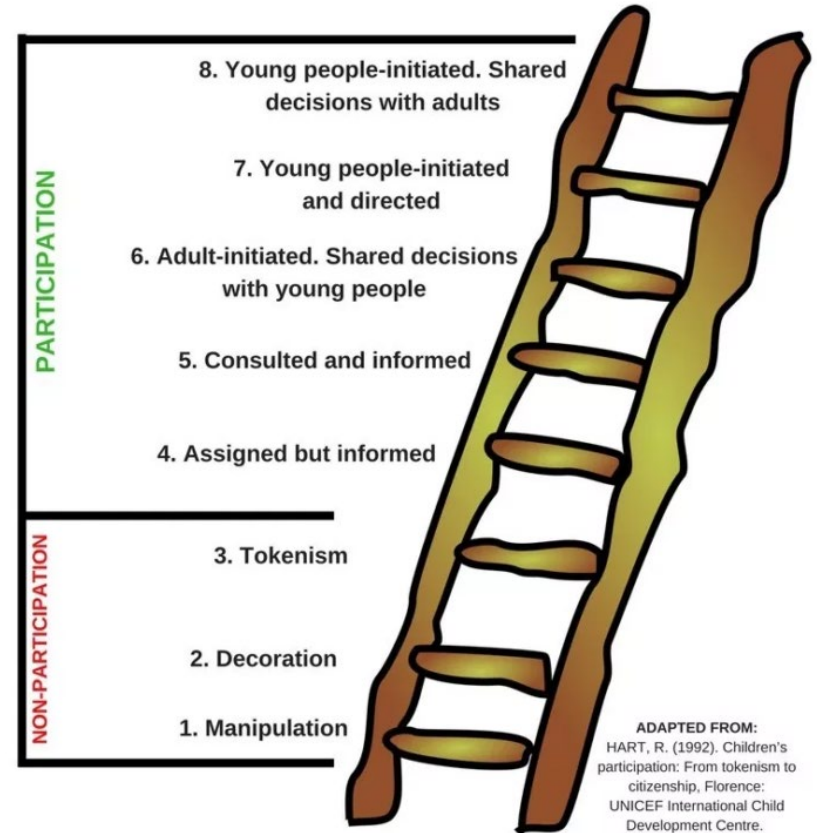 8. Young people-initiated. Shared
decisions with adults
7. Young people-initiated
and directed
6. Adult-initiated. Shared decisions
with young people
5. Consulted and informed
4. Assigned but informed
3. Tokenism
2. Decoration
1. Manipulation
PARTICIPATION
NON-PARTICIPATION
ADAPTED FROM:
HART, R. (1992). Children's
participation: From tokenism to
citizenship, Florence:
UNICEF International Child
Development Centre.